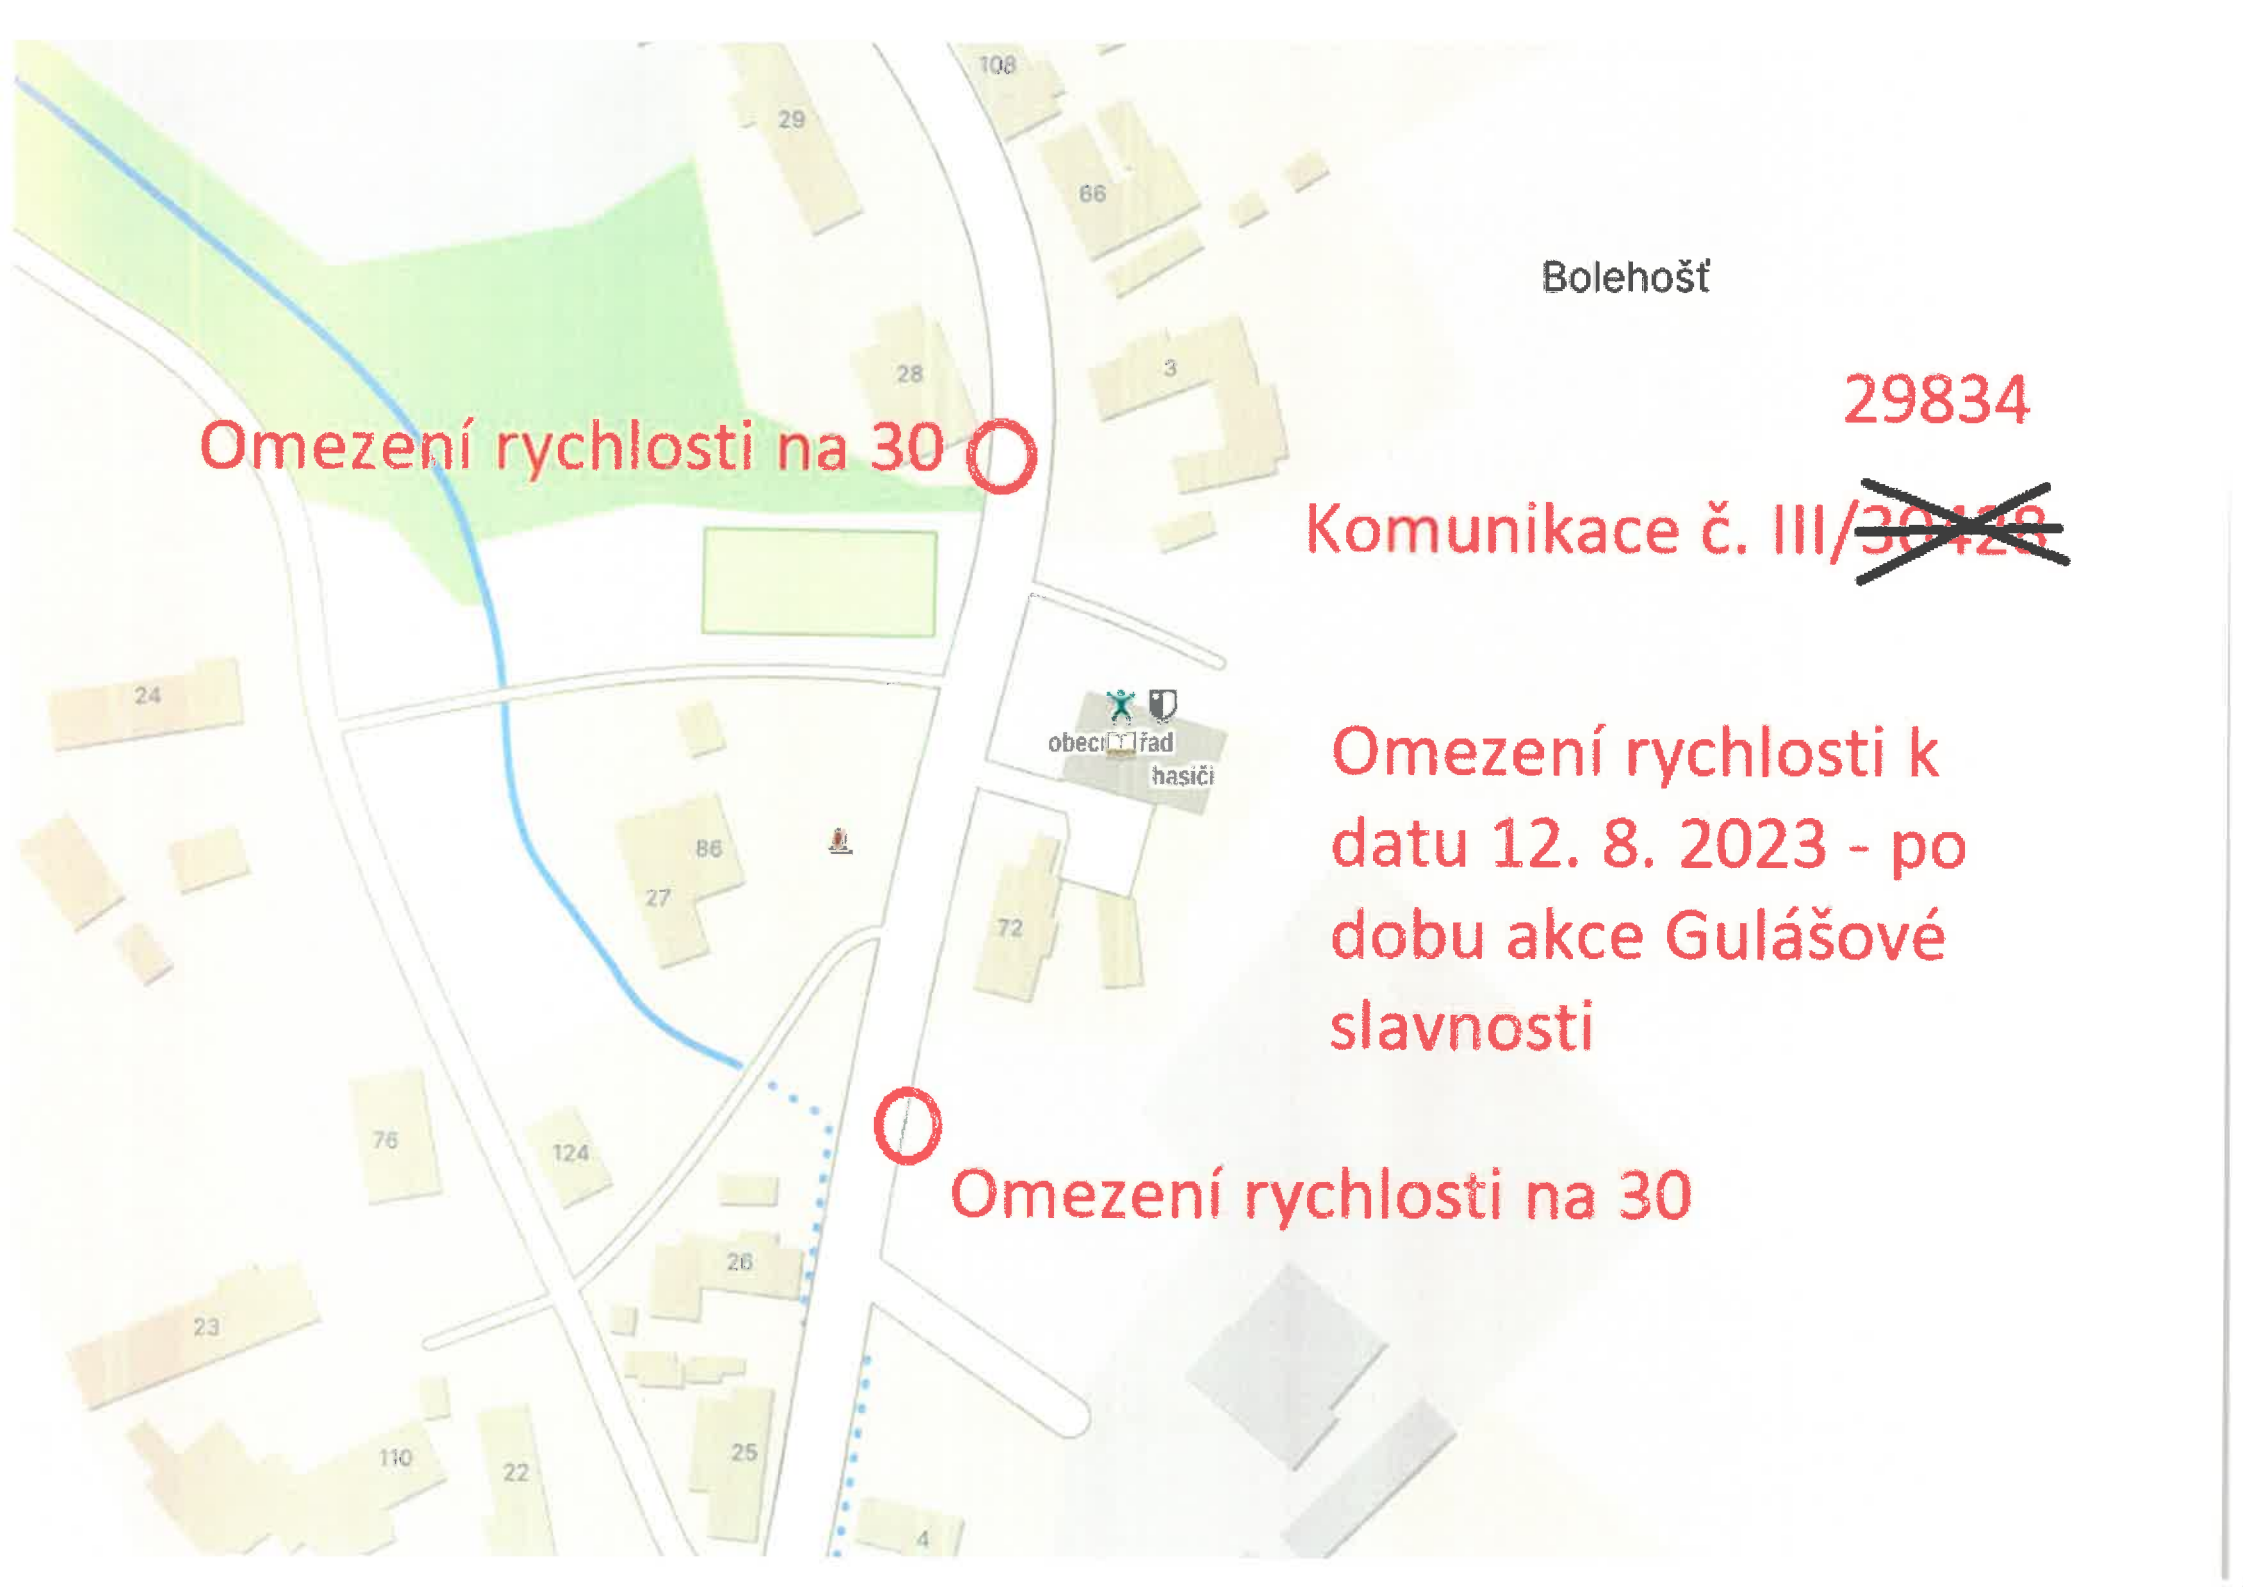 108
29
66
Bolehošť
28
3
29834
Omezení rychlosti na 30
Komunikace č. III/30428
24
obecní úřad
hasiči
Omezení rychlosti k
datu 12. 8. 2023 - po
dobu akce Gulášové
slavnosti
86
27
72
76
124
Omezení rychlosti na 30
26
23
110
22
25
4